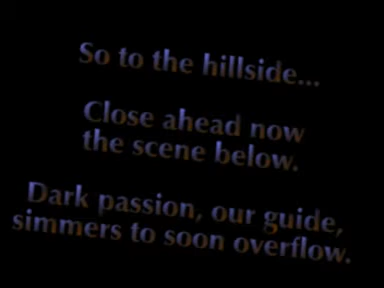 So to the hillside...
Close ahead now
the scene below.
Dark passion, our guide,
simmers to soon overflow.